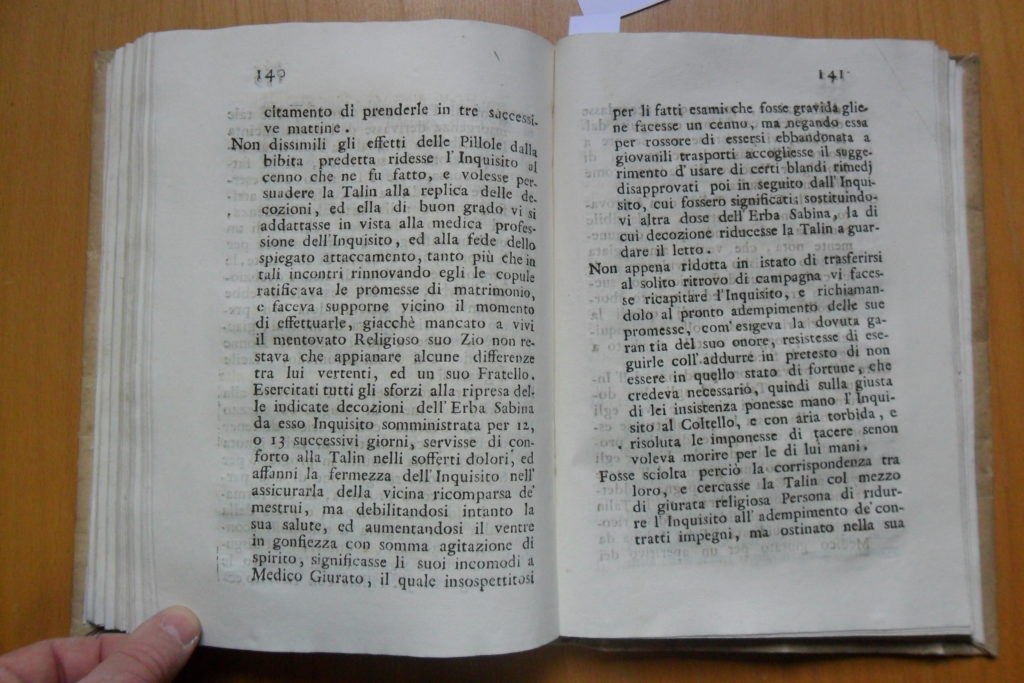 140
citamento di prenderle in tre successi-
ve mattine.
Non dissimili gli effetti delle Pillole dalla
bibita predetta ridesse l'Inquisito al
cenno che ne fu fatto, e volesse per-
suadere la Talin alla replica delle de-
cozioni, ed ella di buon grado vi si
addattasse in vista alla medica profes-
sione dell'Inquisito, ed alla fede dello
spiegato attaccamento, tanto più che in
tali incontri rinnovando egli le copule
ratificava le promesse di matrimonio,
e faceva supporne vicino il momento
di effettuarle, giacchè mancato a vivi
il mentovato Religioso suo Zio non re-
stava che appianare alcune differenze
tra lui vertenti, ed un suo Fratello.
Esercitati tutti gli sforzi alla ripresa del-
le indicate decozioni dell'Erba Sabina
da esso Inquisito somministrata per 12,
o 13 successivi giorni, servisse di con-
forto alla Talin nelli sofferti dolori, ed
affanni la fermezza dell'Inquisito nell'
assicurarla della vicina ricomparsa de'
mestrui, ma debilitandosi intanto la
sua salute, ed aumentandosi il ventre
in gonfiezza con somma agitazione di
spirito, significasse li suoi incomodi a
Medico Giurato, il quale insospettitosi
141
per li fatti esami che fosse gravida glie-
ne facesse un cenno, ma negando essa
per rossore di essersi ebbandonata a
giovanili trasporti accogliesse il sugge-
rimento d'usare di certi blandi rimedj
disapprovati poi in seguito dall'Inqui-
sito, cui fossero significati, sostituindo-
vi altra dose dell'Erba Sabina, la di
cui decozione riducesse la Talin a guar-
dare il letto.
Non appena ridotta in istato di trasferirsi
al solito ritrovo di campagna vi faces-
se ricapitare l'Inquisito, e richiaman-
dolo al pronto adempimento delle sue
promesse, com'esigeva la dovuta ga-
rantia del suo onore, resistesse di ese-
guirle coll'addurre in pretesto di non
essere in quello stato di fortune, che
credeva necessario, quindi sulla giusta
di lei insistenza ponesse mano l'Inqui-
sito al Coltello, e con aria torbida, e
risoluta le imponesse di tacere senon
voleva morire per le di lui mani.
Fosse sciolta perciò la corrispondenza tra
loro, e cercasse la Talin col mezzo
di giurata religiosa Persona di ridur-
re l'Inquisito all'adempimento de' con-
tratti impegni, ma ostinato nella sua